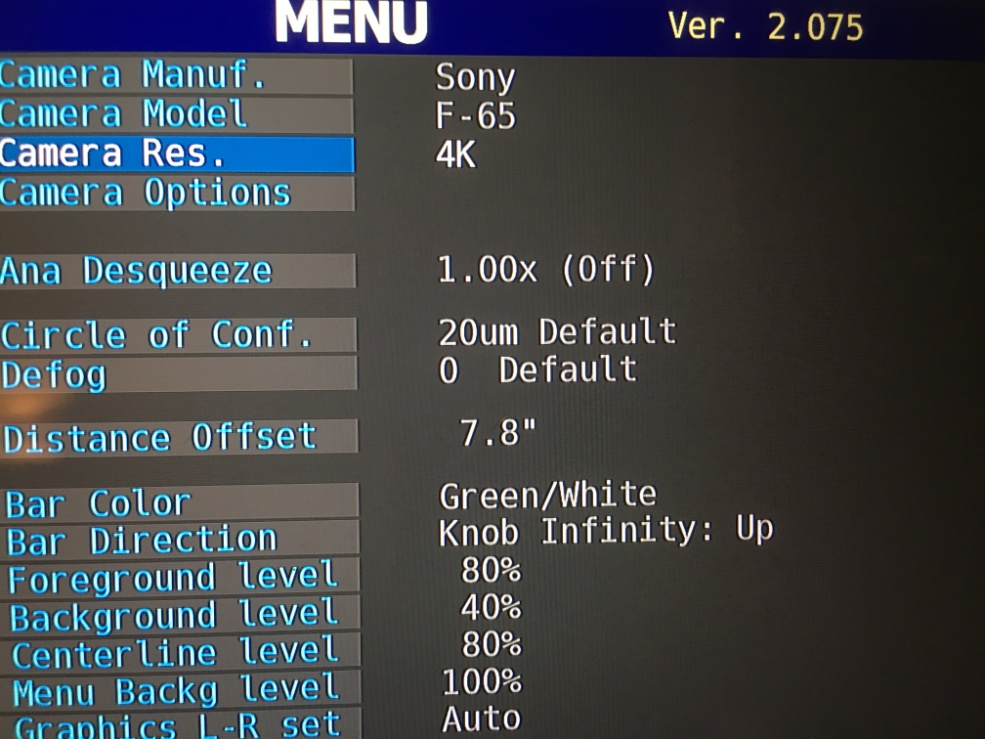 MENU Ver. 2.075
Camera Manuf. Sony
Camera Model F-65
Camera Res. 4K
Camera Options
Ana Desqueeze 1.00x (Off)
Circle of Conf. 20um Default
Defog 0 Default
Distance Offset 7.8"
Bar Color Green/White
Bar Direction Knob Infinity: Up
Foreground level 80%
Background level 40%
Centerline level 80%
Menu Backg level 100%
Graphics L-R set Auto